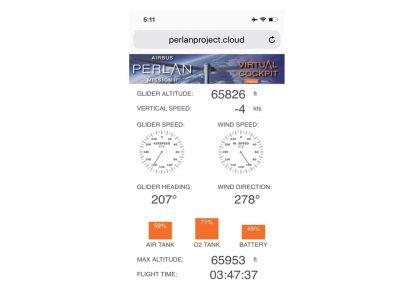 5:11
perlanproject.cloud
AIRBUS
PERLAN
MISSION II
VIRTUAL
COCKPIT
GLIDER ALTITUDE: 65826 ft
VERTICAL SPEED: -4 kts
GLIDER SPEED: WIND SPEED:
AIRSPEED
KTS
KTS
GLIDER HEADING: WIND DIRECTION:
207° 278°
59% 71% 49%
AIR TANK O2 TANK BATTERY
MAX ALTITUDE: 65953 ft
FLIGHT TIME: 03:47:37